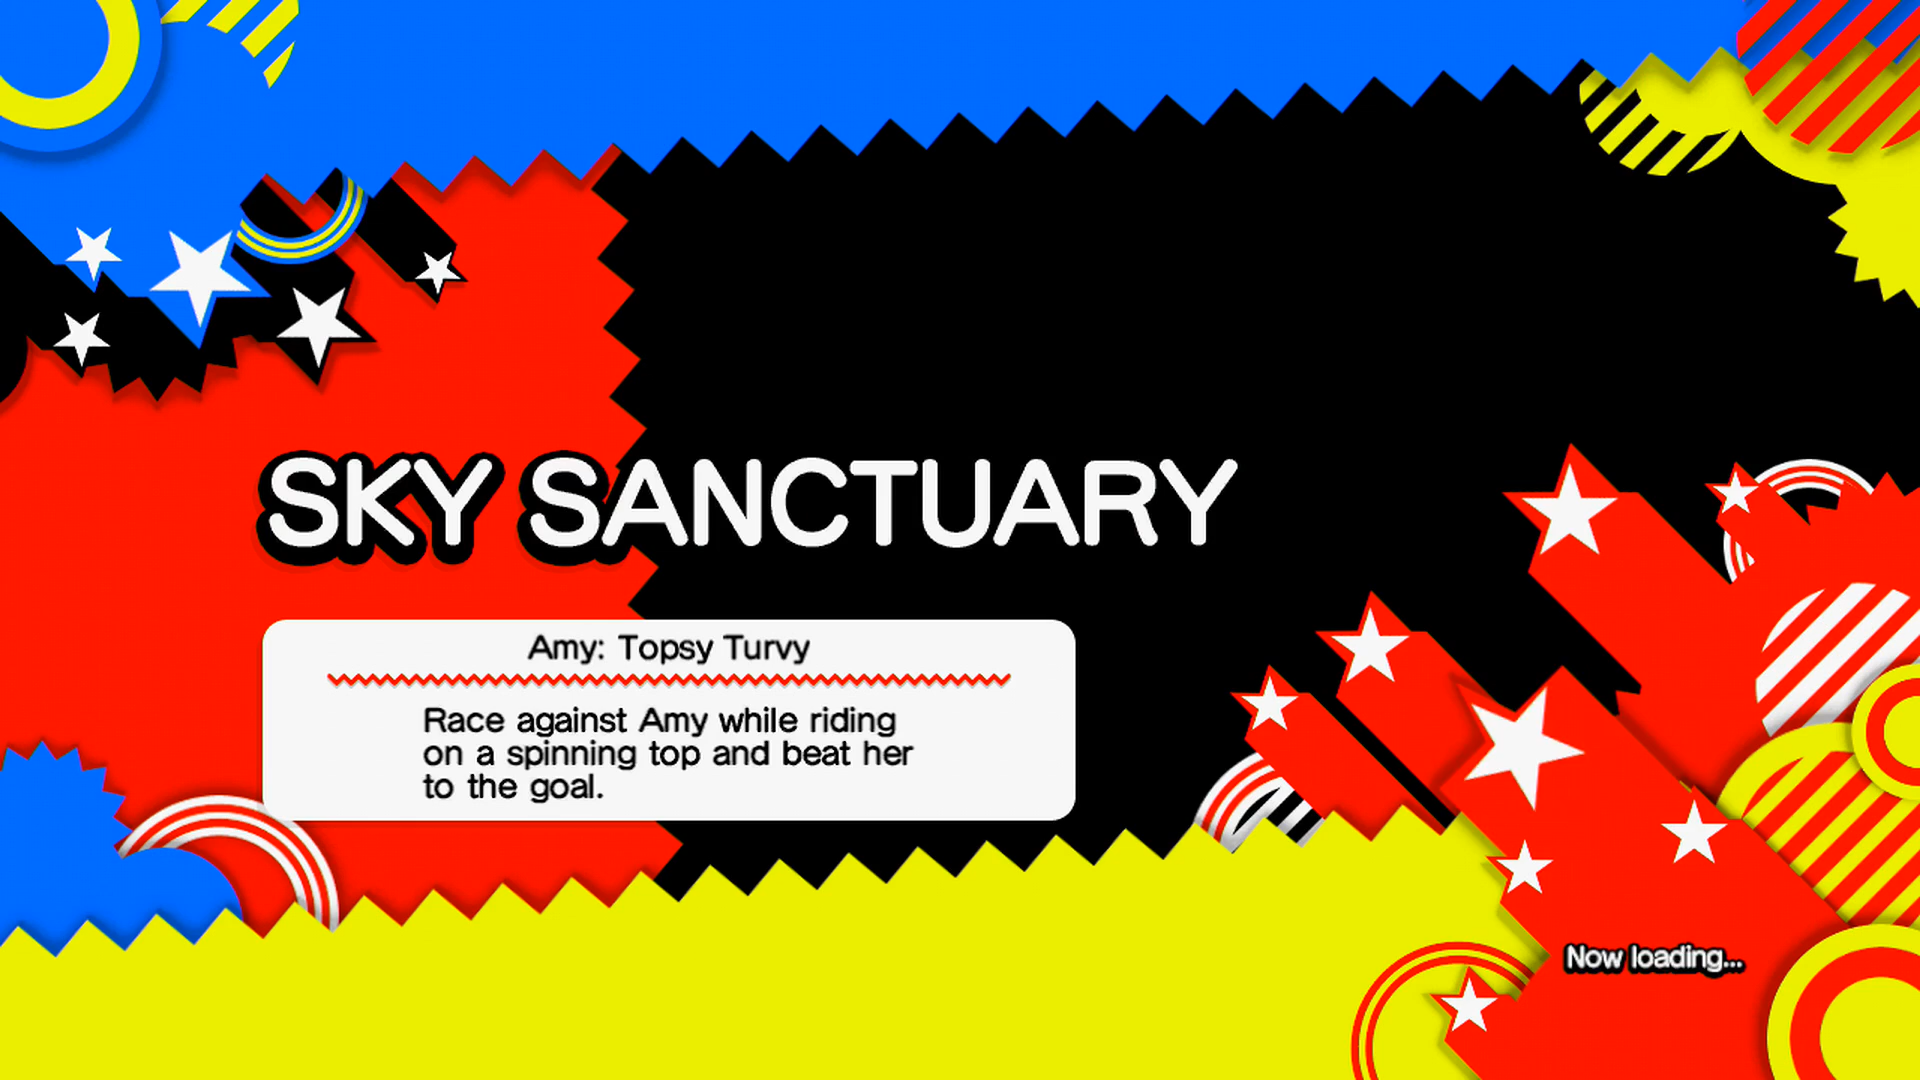 SKY SANCTUARY
Amy: Topsy Turvy
Race against Amy while riding
on a spinning top and beat her
to the goal.
Now loading...